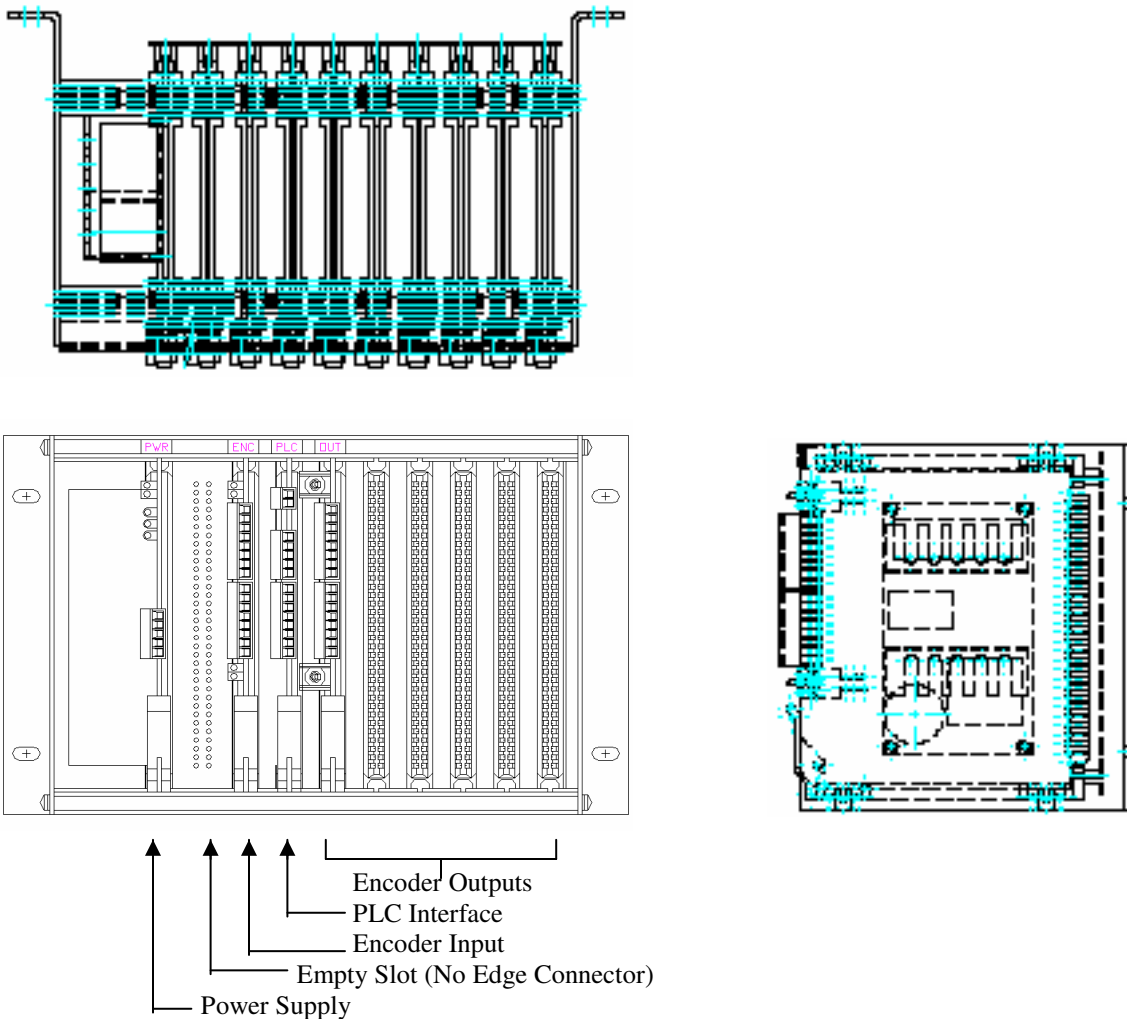 PWR ENC PLC OUT
Encoder Outputs
PLC Interface
Encoder Input
Empty Slot (No Edge Connector)
Power Supply